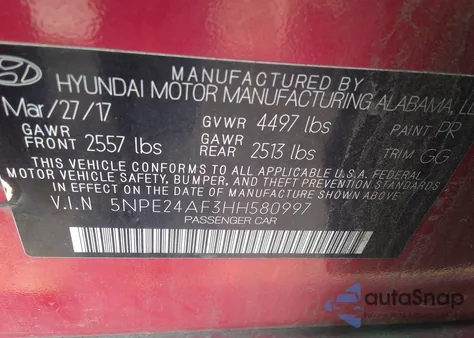 MANUFACTURED BY
HYUNDAI MOTOR MANUFACTURING ALABAMA, LL
Mar/27/17 GVWR 4497 lbs PAINT PR
GAWR FRONT 2557 lbs GAWR REAR 2513 lbs TRIM GG
THIS VEHICLE CONFORMS TO ALL APPLICABLE U.S.A. FEDERAL
MOTOR VEHICLE SAFETY, BUMPER, AND THEFT PREVENTION STANDARDS
IN EFFECT ON THE DATE OF MANUFACTURE SHOWN ABOVE.
V.I.N 5NPE24AF3HH580997
PASSENGER CAR
autoSnap